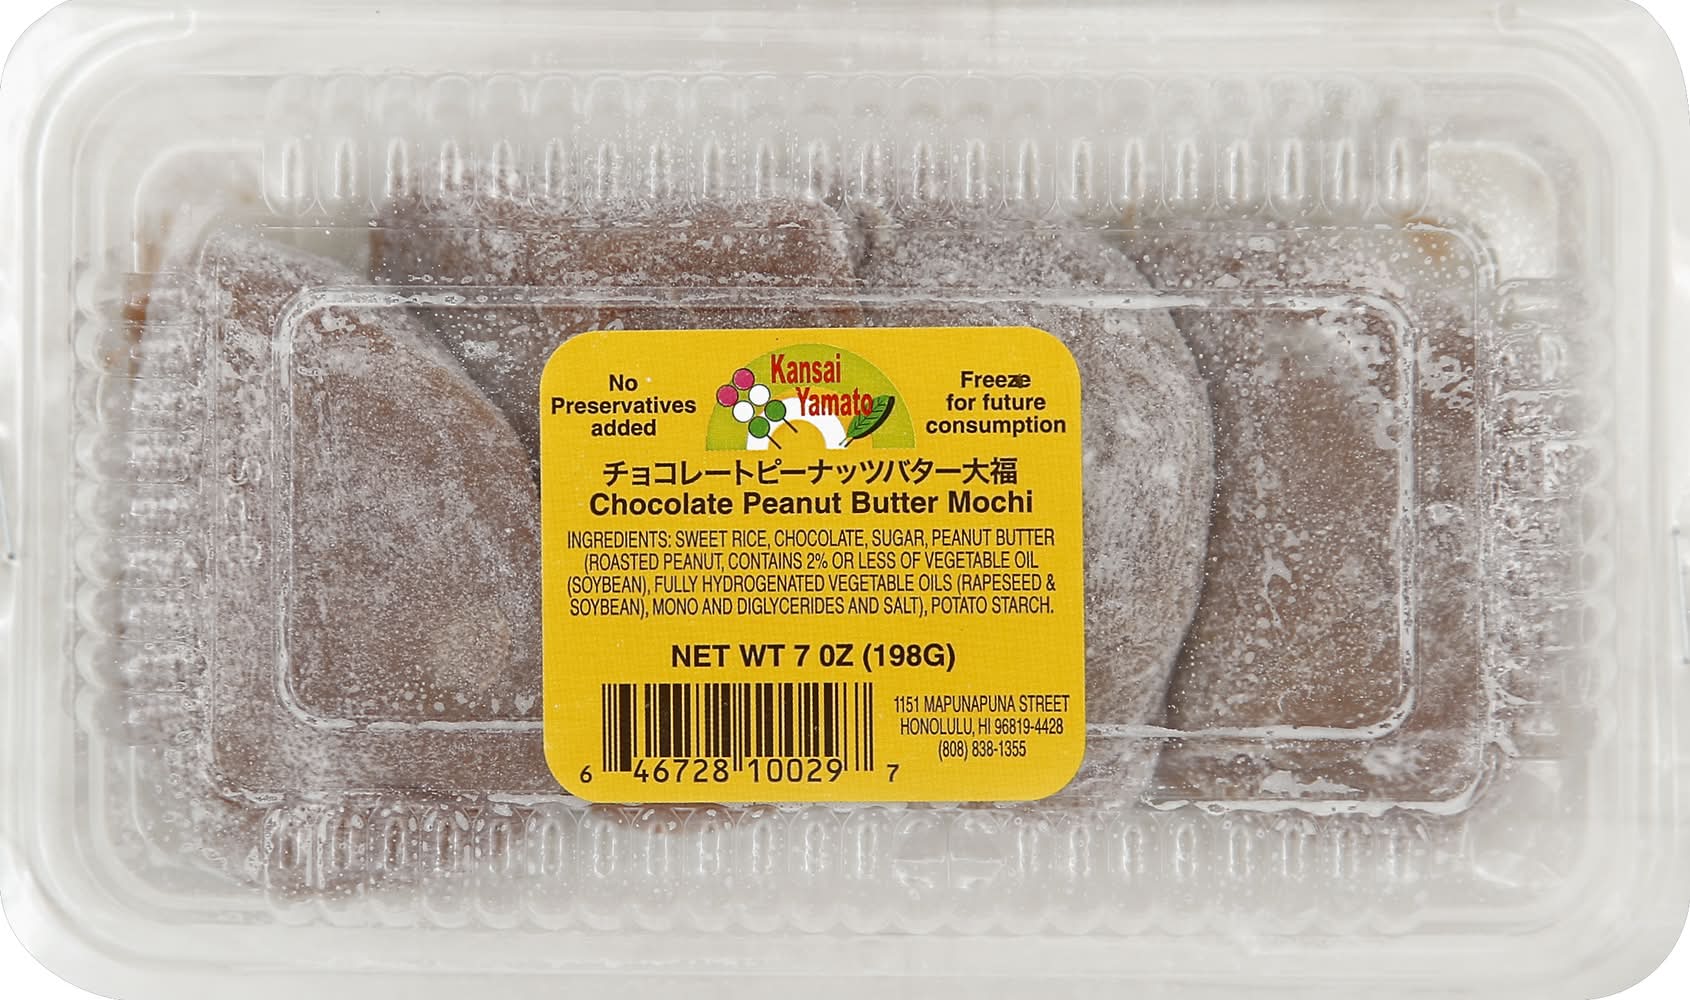 Kansai
Yamato
No
Preservatives
added
Freeze
for future
consumption
チョコレートピーナッツバター大福
Chocolate Peanut Butter Mochi
INGREDIENTS: SWEET RICE, CHOCOLATE, SUGAR, PEANUT BUTTER
(ROASTED PEANUT, CONTAINS 2% OR LESS OF VEGETABLE OIL
(SOYBEAN), FULLY HYDROGENATED VEGETABLE OILS (RAPESEED &
SOYBEAN), MONO AND DIGLYCERIDES AND SALT), POTATO STARCH.
NET WT 7 OZ (198G)
1151 MAPUNAPUNA STREET
HONOLULU, HI 96819-4428
(808) 838-1355
6 46728 10029 7